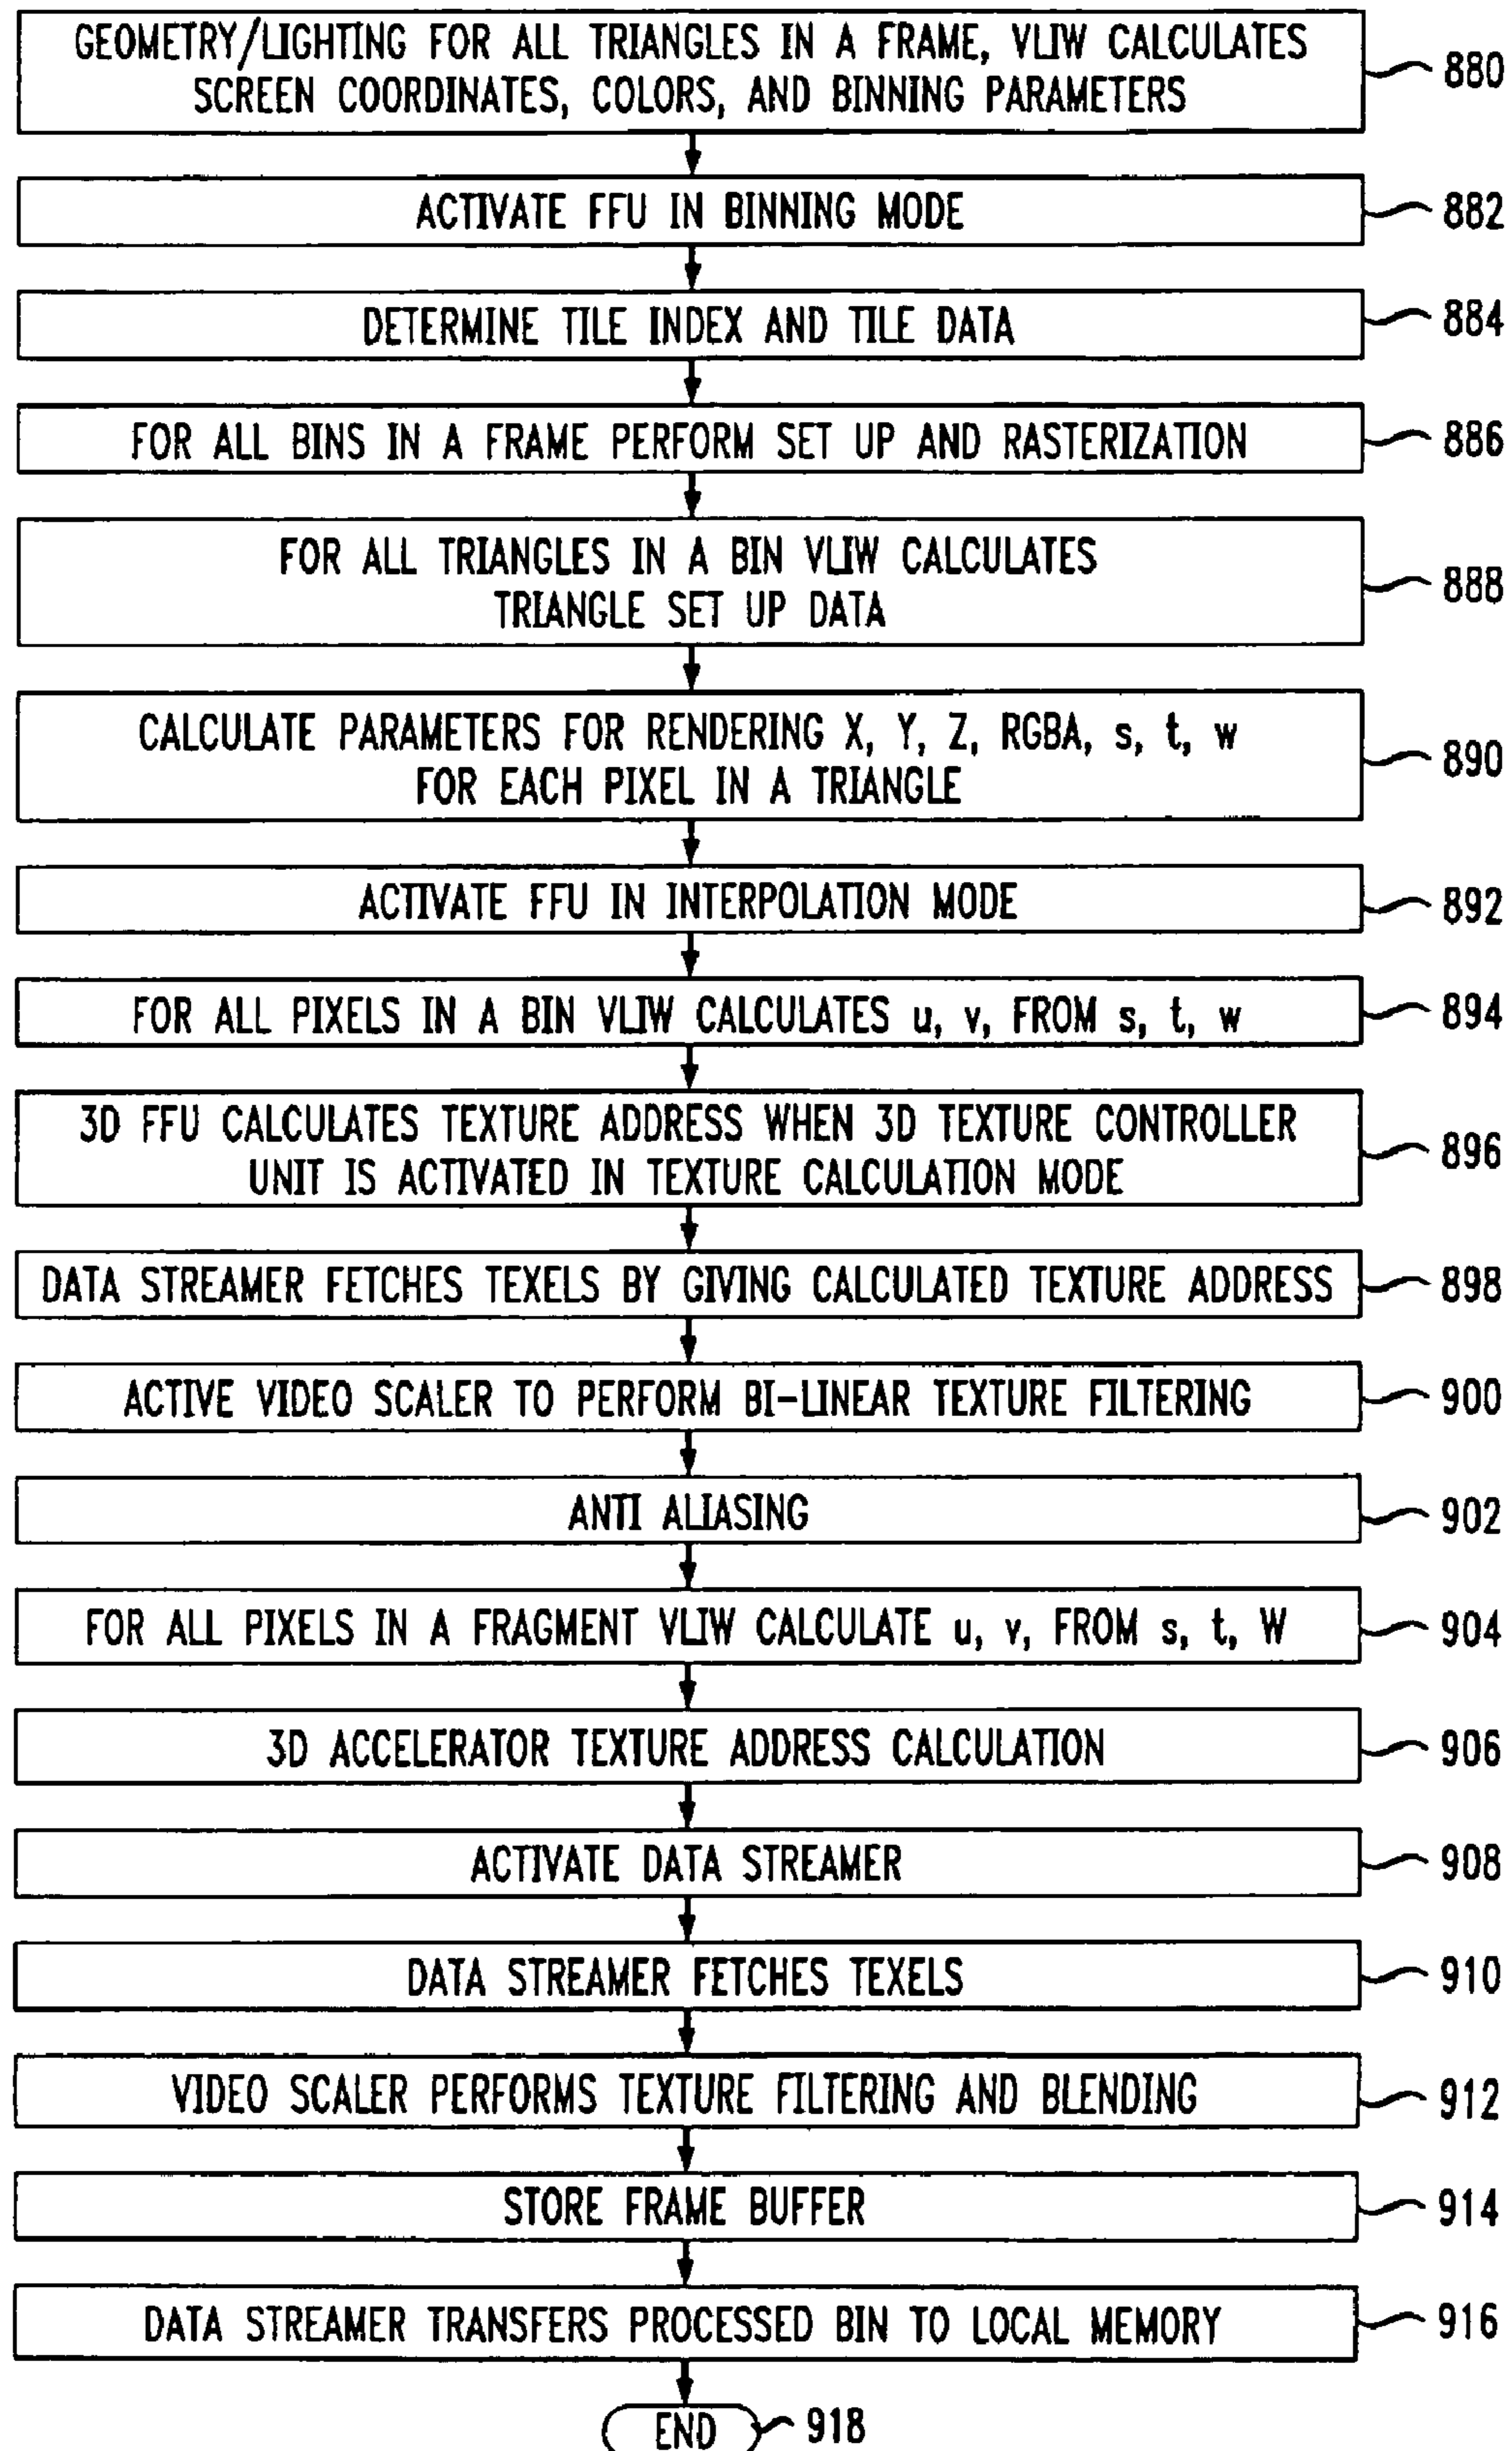 GEOMETRY/LIGHTING FOR ALL TRIANGLES IN A FRAME, VLIW CALCULATES
SCREEN COORDINATES, COLORS, AND BINNING PARAMETERS
880
ACTIVATE FFU IN BINNING MODE
882
DETERMINE TILE INDEX AND TILE DATA
884
FOR ALL BINS IN A FRAME PERFORM SET UP AND RASTERIZATION
886
FOR ALL TRIANGLES IN A BIN VLIW CALCULATES
TRIANGLE SET UP DATA
888
CALCULATE PARAMETERS FOR RENDERING X, Y, Z, RGBA, s, t, w
FOR EACH PIXEL IN A TRIANGLE
890
ACTIVATE FFU IN INTERPOLATION MODE
892
FOR ALL PIXELS IN A BIN VLIW CALCULATES u, v, FROM s, t, w
894
3D FFU CALCULATES TEXTURE ADDRESS WHEN 3D TEXTURE CONTROLLER
UNIT IS ACTIVATED IN TEXTURE CALCULATION MODE
896
DATA STREAMER FETCHES TEXELS BY GIVING CALCULATED TEXTURE ADDRESS
898
ACTIVE VIDEO SCALER TO PERFORM BI-LINEAR TEXTURE FILTERING
900
ANTI ALIASING
902
FOR ALL PIXELS IN A FRAGMENT VLIW CALCULATE u, v, FROM s, t, W
904
3D ACCELERATOR TEXTURE ADDRESS CALCULATION
906
ACTIVATE DATA STREAMER
908
DATA STREAMER FETCHES TEXELS
910
VIDEO SCALER PERFORMS TEXTURE FILTERING AND BLENDING
912
STORE FRAME BUFFER
914
DATA STREAMER TRANSFERS PROCESSED BIN TO LOCAL MEMORY
916
END
918